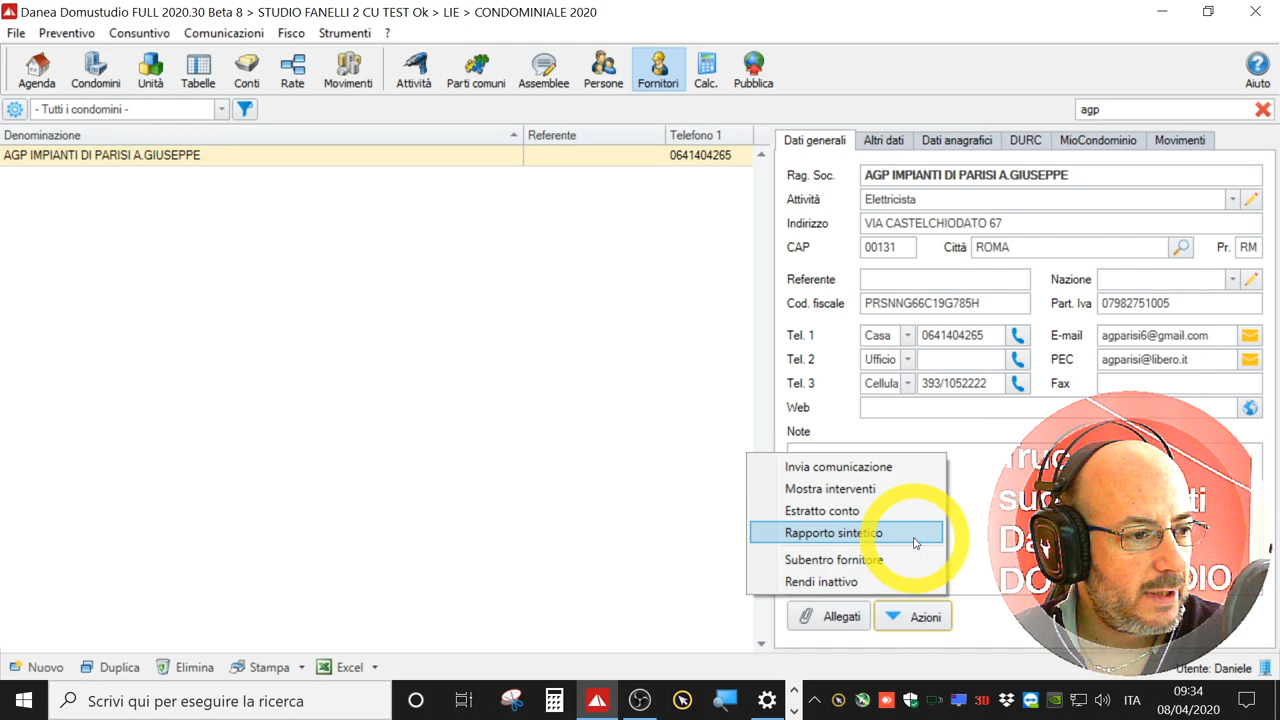 Danea Domustudio FULL 2020.30 Beta 8 > STUDIO FANELLI 2 CU TEST Ok > LIE > CONDOMINIALE 2020
File Preventivo Consuntivo Comunicazioni Fisco Strumenti ?
Agenda Condomini Unità Tabelle Conti Rate Movimenti Attività Parti comuni Assemblee Persone Fornitori Calc. Pubblica Aiuto
- Tutti i condomini -
agp
Denominazione Referente Telefono 1
AGP IMPIANTI DI PARISI A.GIUSEPPE 0641404265
Dati generali Altri dati Dati anagrafici DURC MioCondominio Movimenti
Rag. Soc. AGP IMPIANTI DI PARISI A.GIUSEPPE
Attività Elettricista
Indirizzo VIA CASTELCHIODATO 67
CAP 00131 Città ROMA Pr. RM
Referente Nazione
Cod. fiscale PRSNNG66C19G785H Part. Iva 07982751005
Tel. 1 Casa 0641404265 E-mail agparisi6@gmail.com
Tel. 2 Ufficio PEC agparisi@libero.it
Tel. 3 Cellula 393/1052222 Fax
Web
Note
Invia comunicazione
Mostra interventi
Estratto conto
Rapporto sintetico
Subentro fornitore
Rendi inattivo
Allegati Azioni
Nuovo Duplica Elimina Stampa Excel
Utente: Daniele
Scrivi qui per eseguire la ricerca
30
ITA
09:34
08/04/2020